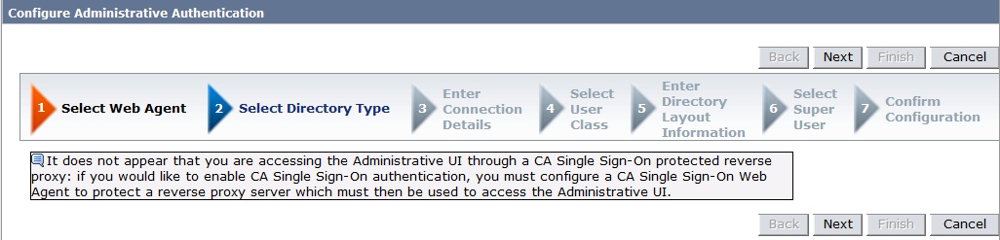 Configure Administrative Authentication
Back Next Finish Cancel
1 Select Web Agent
2 Select Directory Type
3 Enter
Connection
Details
4 Select
User
Class
5 Enter
Directory
Layout
Information
6 Select
Super
User
7 Confirm
Configuration
It does not appear that you are accessing the Administrative UI through a CA Single Sign-On protected reverse
proxy: if you would like to enable CA Single Sign-On authentication, you must configure a CA Single Sign-On Web
Agent to protect a reverse proxy server which must then be used to access the Administrative UI.
Back Next Finish Cancel